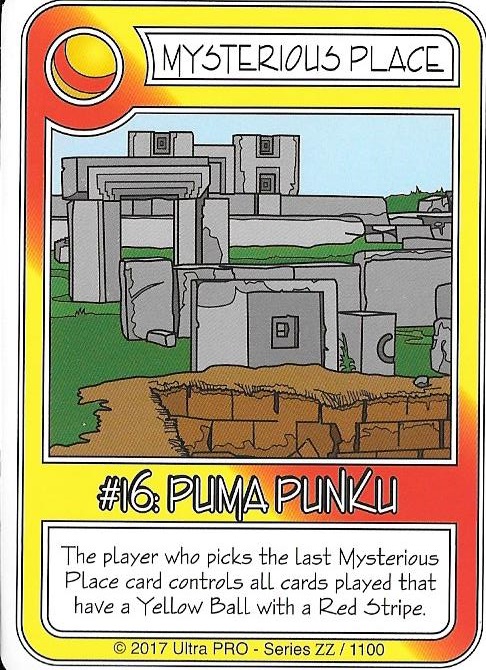 MYSTERIOUS PLACE
#16: PUMA PUNKU
The player who picks the last Mysterious
Place card controls all cards played that
have a Yellow Ball with a Red Stripe.
© 2017 Ultra PRO - Series ZZ / 1100